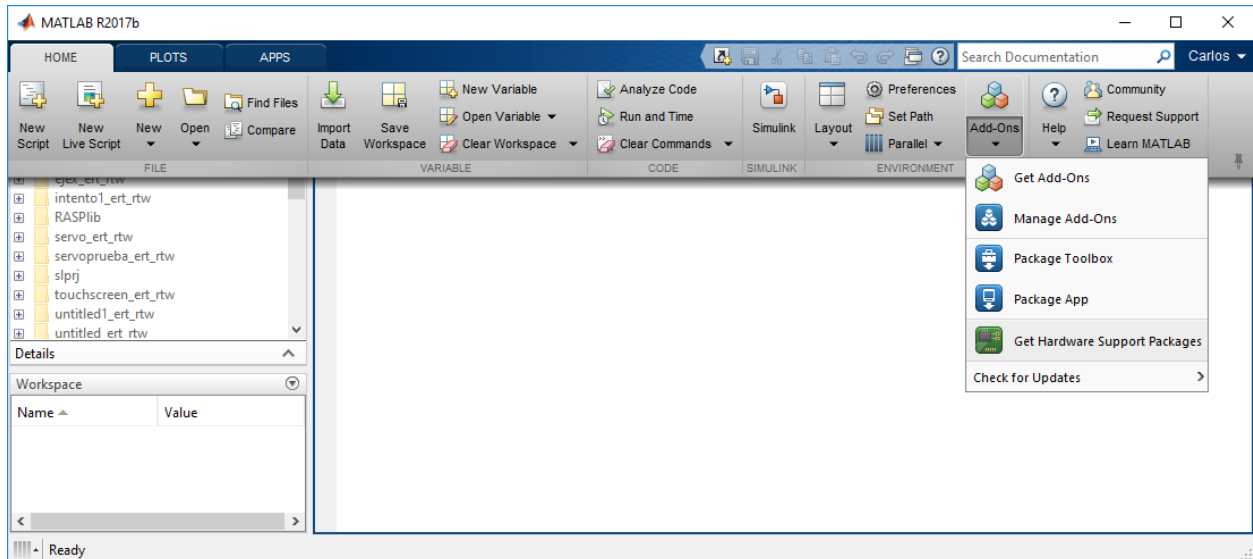 MATLAB R2017b
HOME PLOTS APPS
Search Documentation
Carlos
New Script
New Live Script
New
Open
Find Files
Compare
FILE
Import Data
Save Workspace
New Variable
Open Variable
Clear Workspace
VARIABLE
Analyze Code
Run and Time
Clear Commands
CODE
Simulink
SIMULINK
Layout
Preferences
Set Path
Parallel
Add-Ons
ENVIRONMENT
Help
Community
Request Support
Learn MATLAB
Get Add-Ons
Manage Add-Ons
Package Toolbox
Package App
Get Hardware Support Packages
Check for Updates
ejex_ert_rtw
intento1_ert_rtw
RASPlib
servo_ert_rtw
servoprueba_ert_rtw
slprj
touchscreen_ert_rtw
untitled1_ert_rtw
untitled_ert_rtw
Details
Workspace
Name Value
Ready